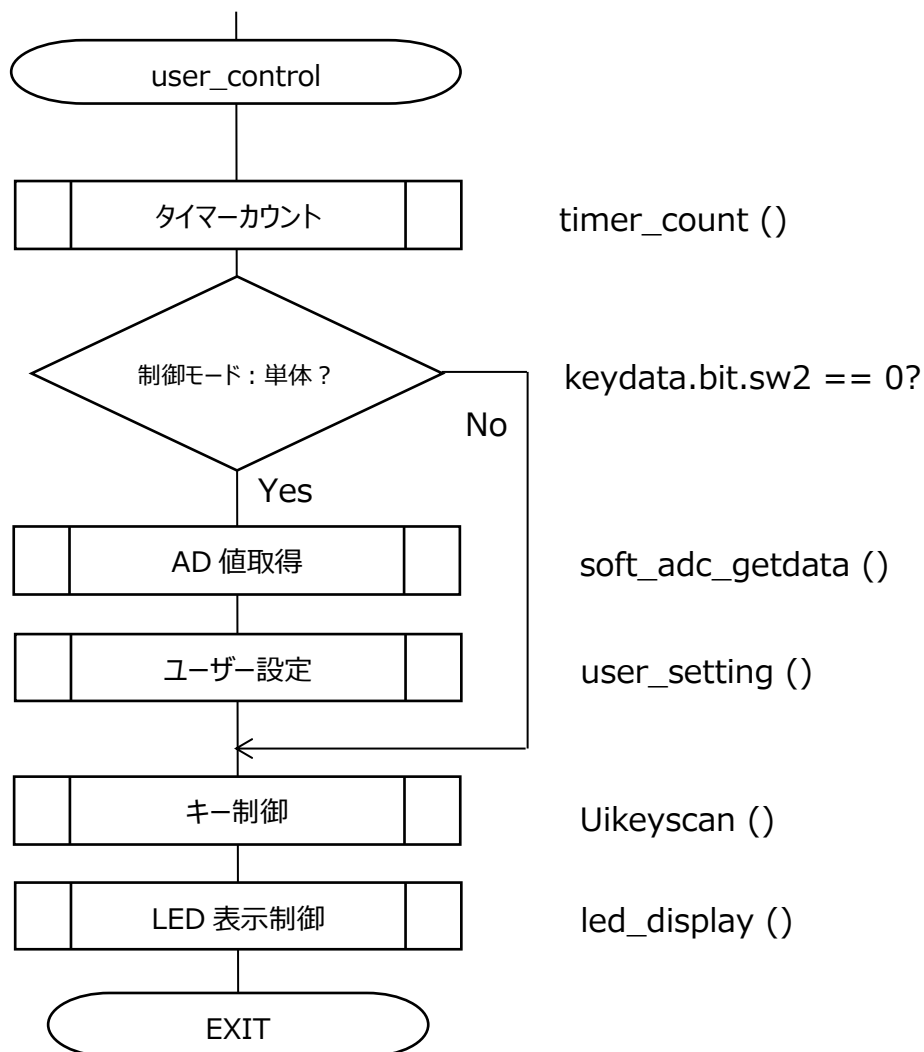 user_control
タイマーカウント
timer_count ()
制御モード：単体？
keydata.bit.sw2 == 0?
No
Yes
AD 値取得
soft_adc_getdata ()
ユーザー設定
user_setting ()
キー制御
Uikeyscan ()
LED 表示制御
led_display ()
EXIT